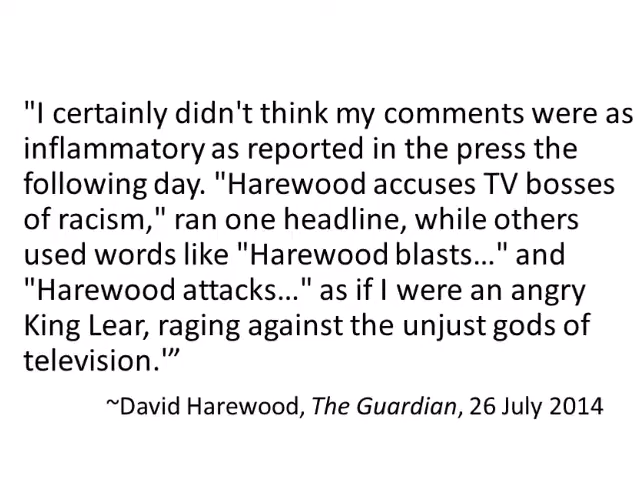 "I certainly didn't think my comments were as
inflammatory as reported in the press the
following day. "Harewood accuses TV bosses
of racism," ran one headline, while others
used words like "Harewood blasts…" and
"Harewood attacks…" as if I were an angry
King Lear, raging against the unjust gods of
television.'”
~David Harewood, The Guardian, 26 July 2014